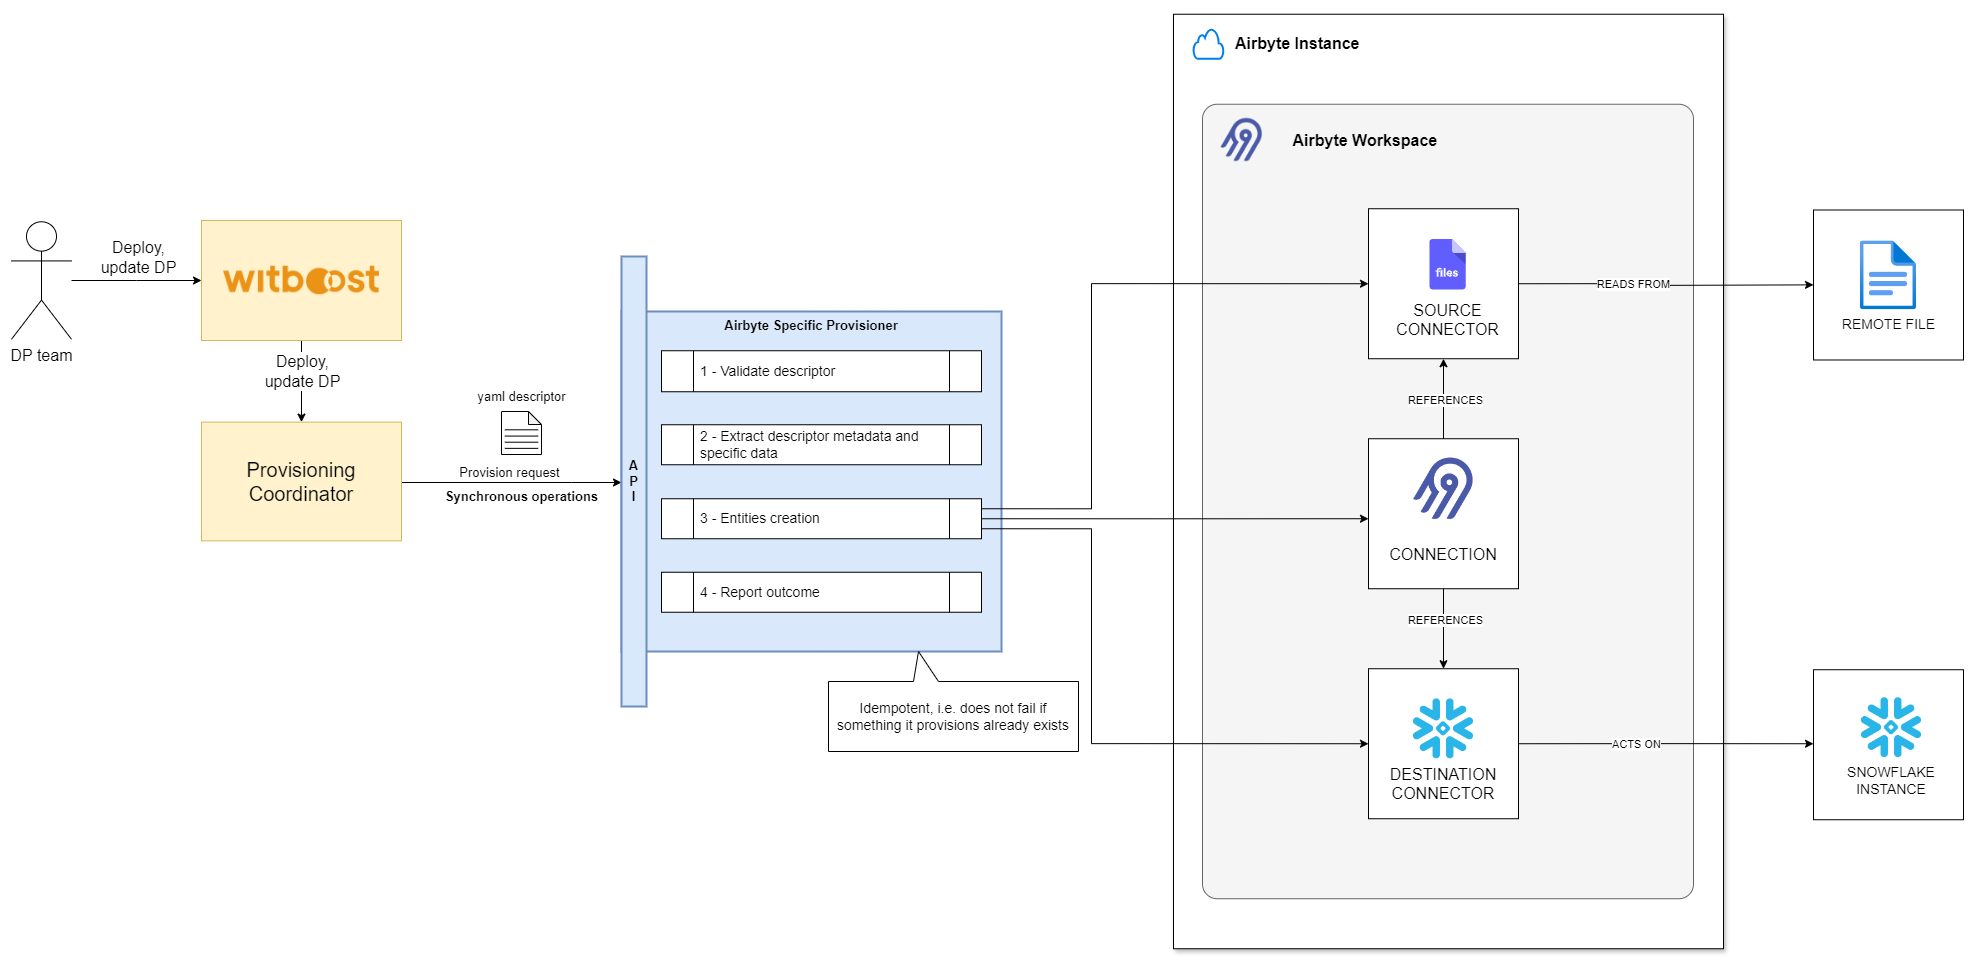 Airbyte Instance
Airbyte Workspace
DP team
Deploy,
update DP
witboost
Deploy,
update DP
Provisioning
Coordinator
yaml descriptor
Provision request
Synchronous operations
A
P
I
Airbyte Specific Provisioner
1 - Validate descriptor
2 - Extract descriptor metadata and
specific data
3 - Entities creation
4 - Report outcome
Idempotent, i.e. does not fail if
something it provisions already exists
files
SOURCE
CONNECTOR
READS FROM
REMOTE FILE
REFERENCES
CONNECTION
REFERENCES
DESTINATION
CONNECTOR
ACTS ON
SNOWFLAKE
INSTANCE